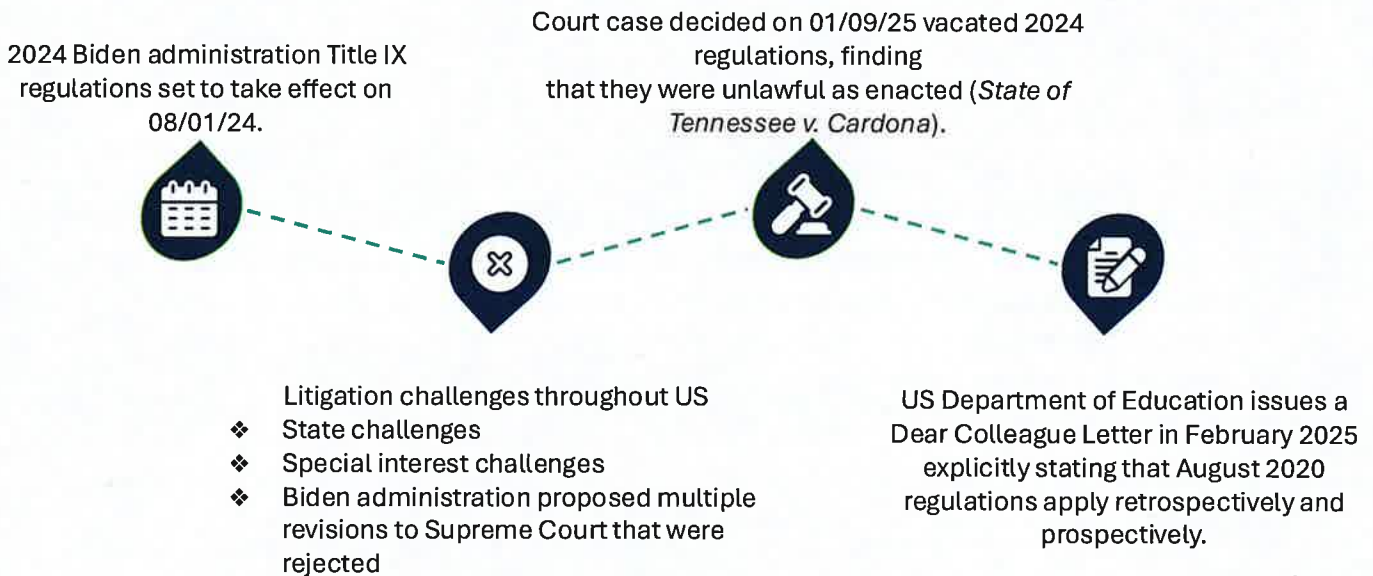 2024 Biden administration Title IX
regulations set to take effect on
08/01/24.
Litigation challenges throughout US
❖ State challenges
❖ Special interest challenges
❖ Biden administration proposed multiple
revisions to Supreme Court that were
rejected
Court case decided on 01/09/25 vacated 2024
regulations, finding
that they were unlawful as enacted (State of
Tennessee v. Cardona).
US Department of Education issues a
Dear Colleague Letter in February 2025
explicitly stating that August 2020
regulations apply retrospectively and
prospectively.